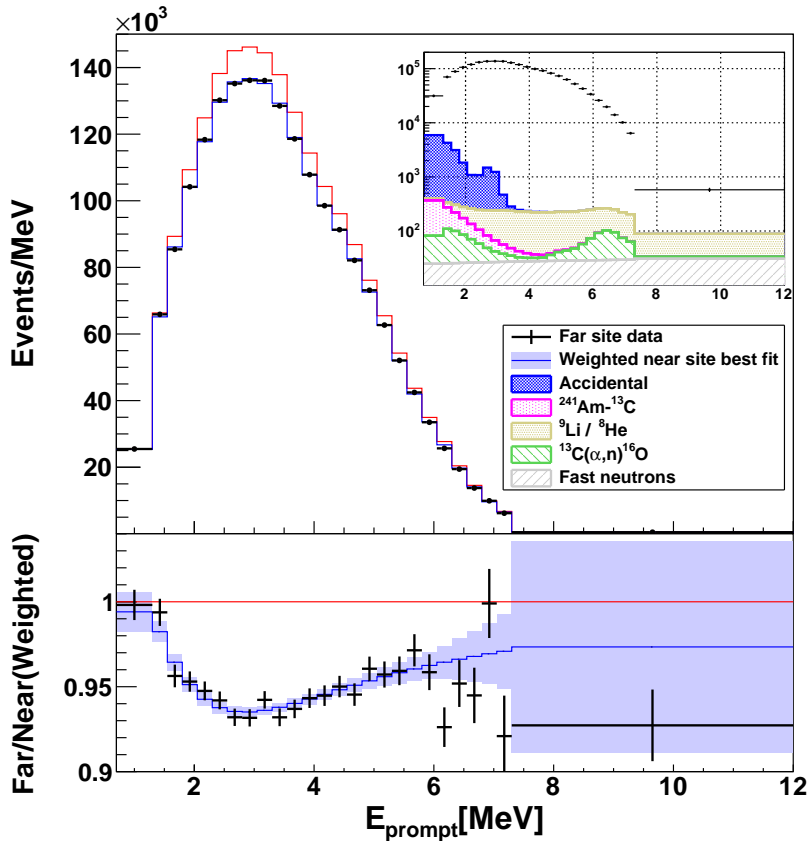 ×10³
Events/MeV
140
120
100
80
60
40
20
10⁵
10⁴
10³
10²
2 4 6 8 10 12
Far site data
Weighted near site best fit
Accidental
²⁴¹Am-¹³C
⁹Li / ⁸He
¹³C(α,n)¹⁶O
Fast neutrons
Far/Near(Weighted)
1
0.95
0.9
2 4 6 8 10 12
E_prompt[MeV]